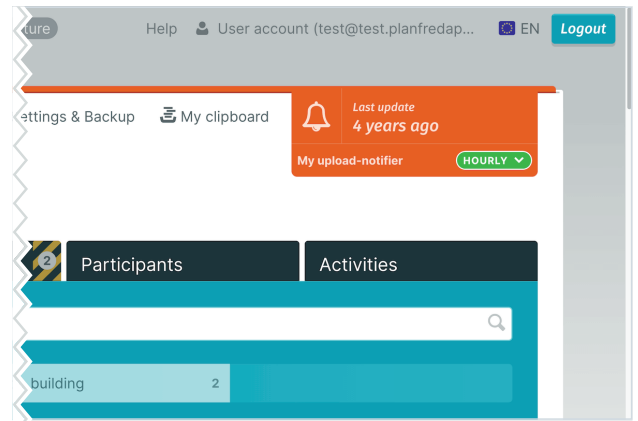 ture Help User account (test@test.planfredap... EN Logout
ettings & Backup My clipboard
Last update
4 years ago
My upload-notifier HOURLY
2 Participants Activities
building 2